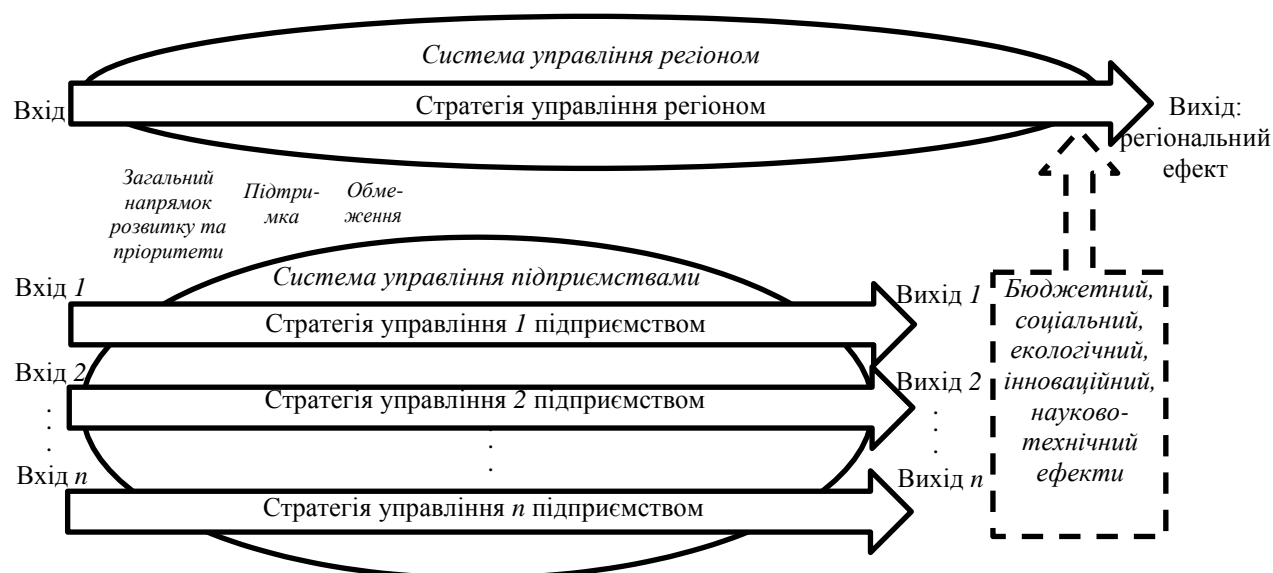 Система управління регіоном
Вхід
Стратегія управління регіоном
Вихід:
регіональний
ефект
Загальний
напрямок
розвитку та
пріоритети
Підтри-
мка
Обме-
ження
Система управління підприємствами
Вхід 1
Стратегія управління 1 підприємством
Вихід 1
Вхід 2
Стратегія управління 2 підприємством
Вихід 2
Вхід n
Стратегія управління n підприємством
Вихід n
Бюджетний,
соціальний,
екологічний,
інноваційний,
науково-
технічний
ефекти